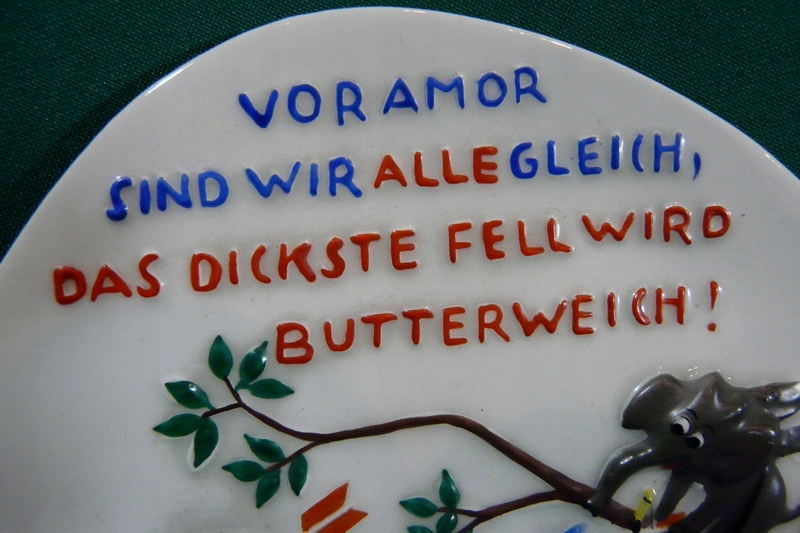 VOR AMOR
SIND WIR ALLE GLEICH,
DAS DICKSTE FELL WIRD
BUTTERWEICH!